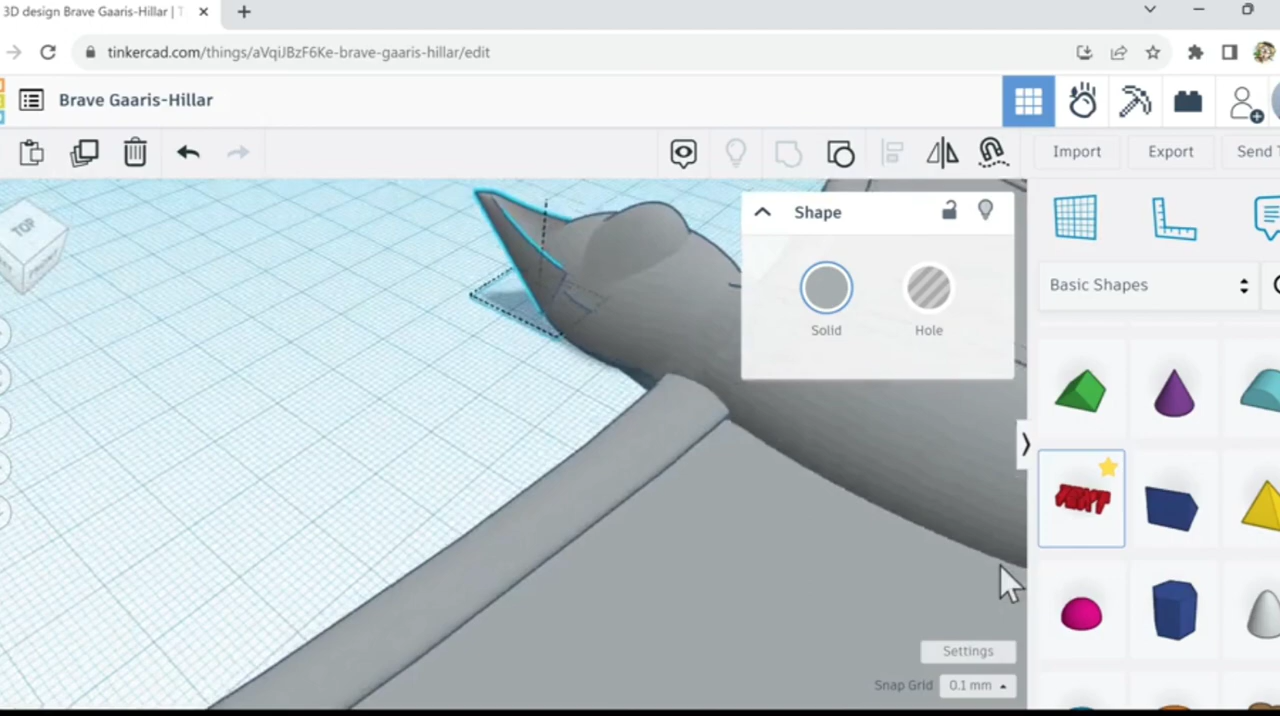 3D design Brave Gaaris-Hillar | T
tinkercad.com/things/aVqiJBzF6Ke-brave-gaaris-hillar/edit
Brave Gaaris-Hillar
Import Export Send T
TOP
Shape
Solid Hole
Basic Shapes
TEXT
Settings
Snap Grid 0.1 mm